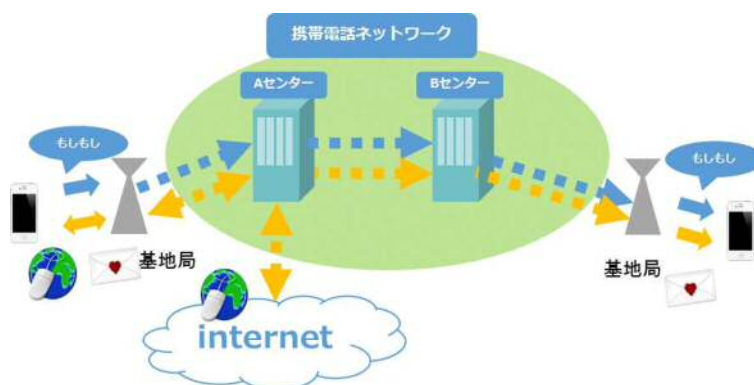 携帯電話ネットワーク
Aセンター
Bセンター
もしもし
もしもし
基地局
基地局
internet